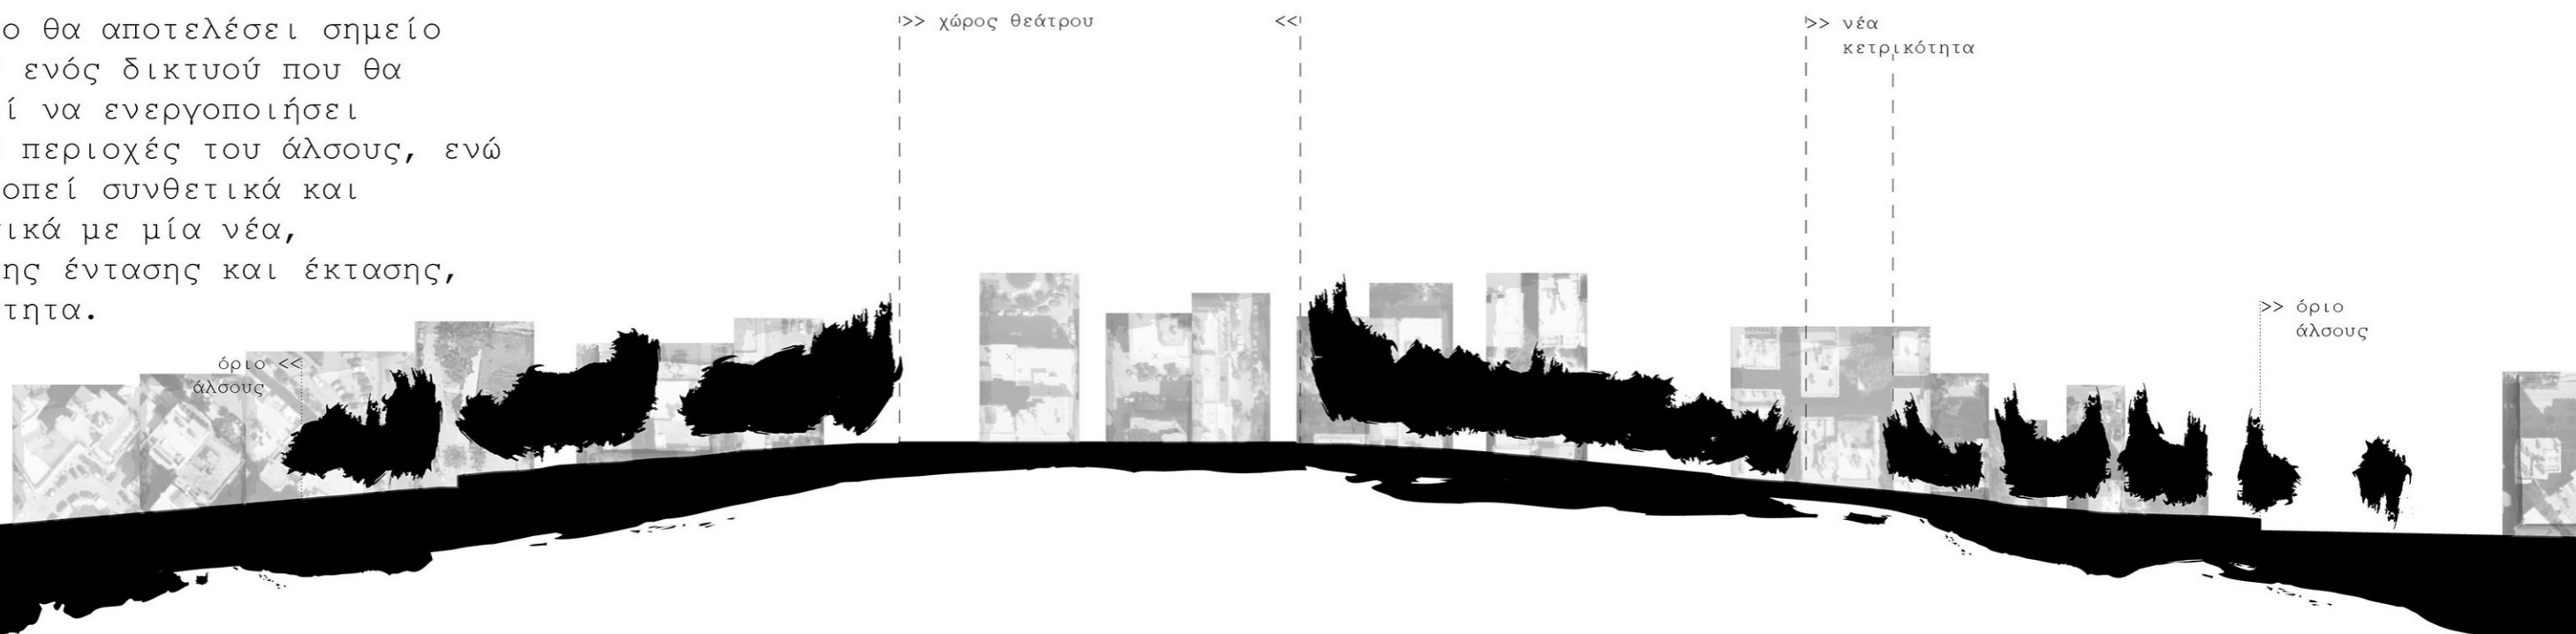 ο θα αποτελέσει σημείο
ενός δικτυού που θα
ί να ενεργοποιήσει
περιοχές του άλσους, ενώ
οπεί συνθετικά και
ικά με μία νέα,
ης έντασης και έκτασης,
τητα.
>> χώρος θεάτρου <<
>> νέα
κετρικότητα
>> όριο
άλσους
όριο <<
άλσους